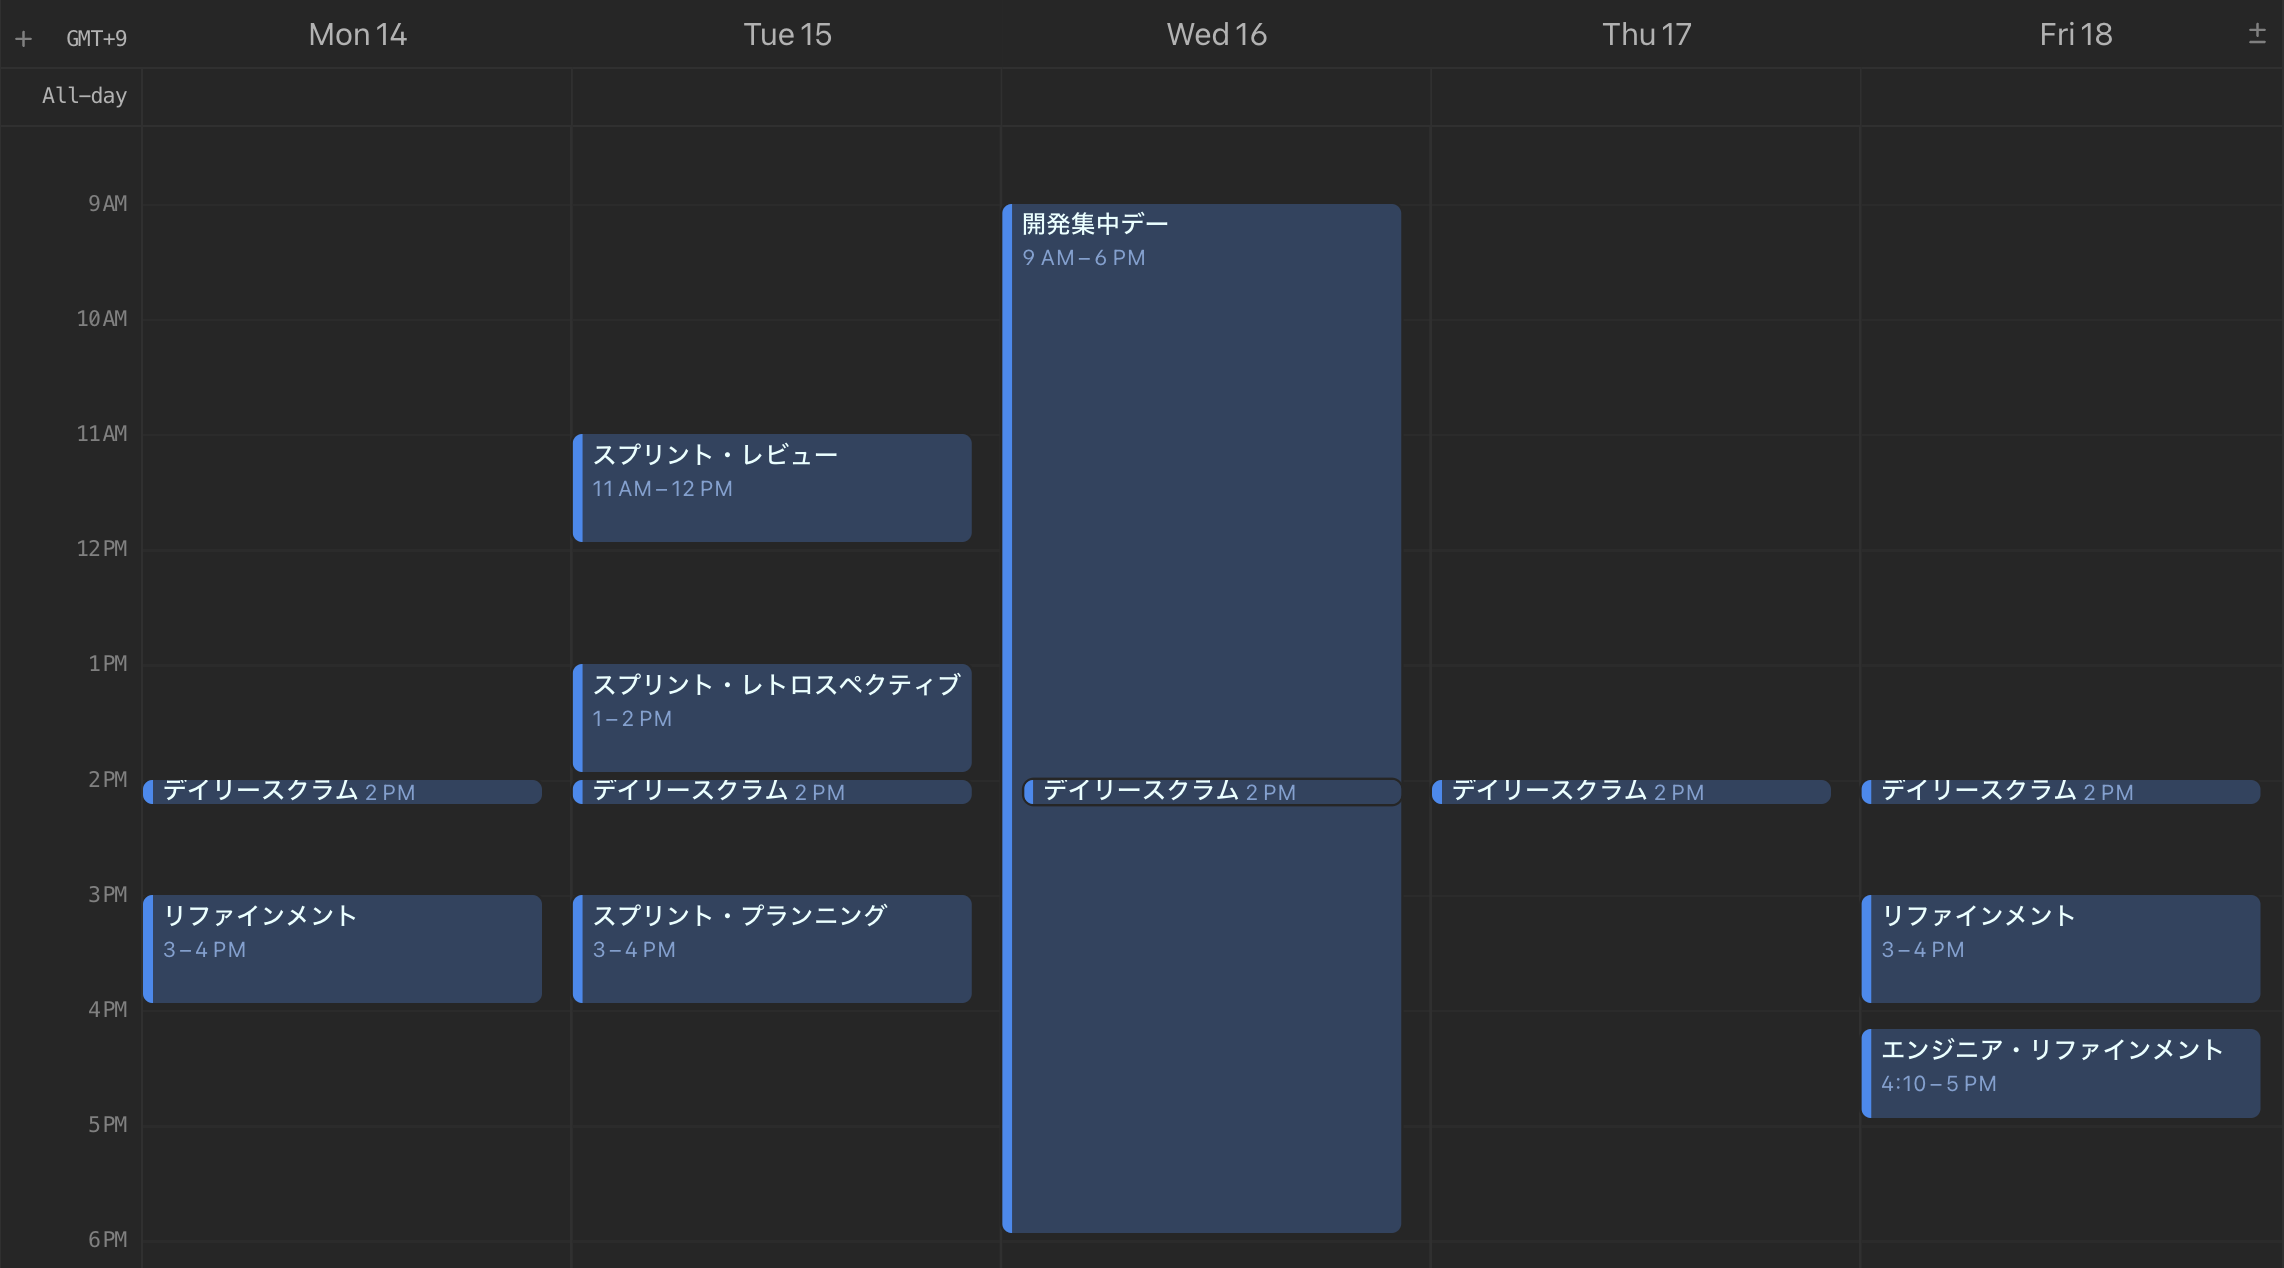 + GMT+9 Mon 14 Tue 15 Wed 16 Thu 17 Fri 18 ±
All-day
9 AM
10 AM
11 AM
12 PM
1 PM
2 PM
3 PM
4 PM
5 PM
6 PM
デイリースクラム 2 PM
リファインメント
3 – 4 PM
スプリント・レビュー
11 AM – 12 PM
スプリント・レトロスペクティブ
1 – 2 PM
デイリースクラム 2 PM
スプリント・プランニング
3 – 4 PM
開発集中デー
9 AM – 6 PM
デイリースクラム 2 PM
デイリースクラム 2 PM
デイリースクラム 2 PM
リファインメント
3 – 4 PM
エンジニア・リファインメント
4:10 – 5 PM